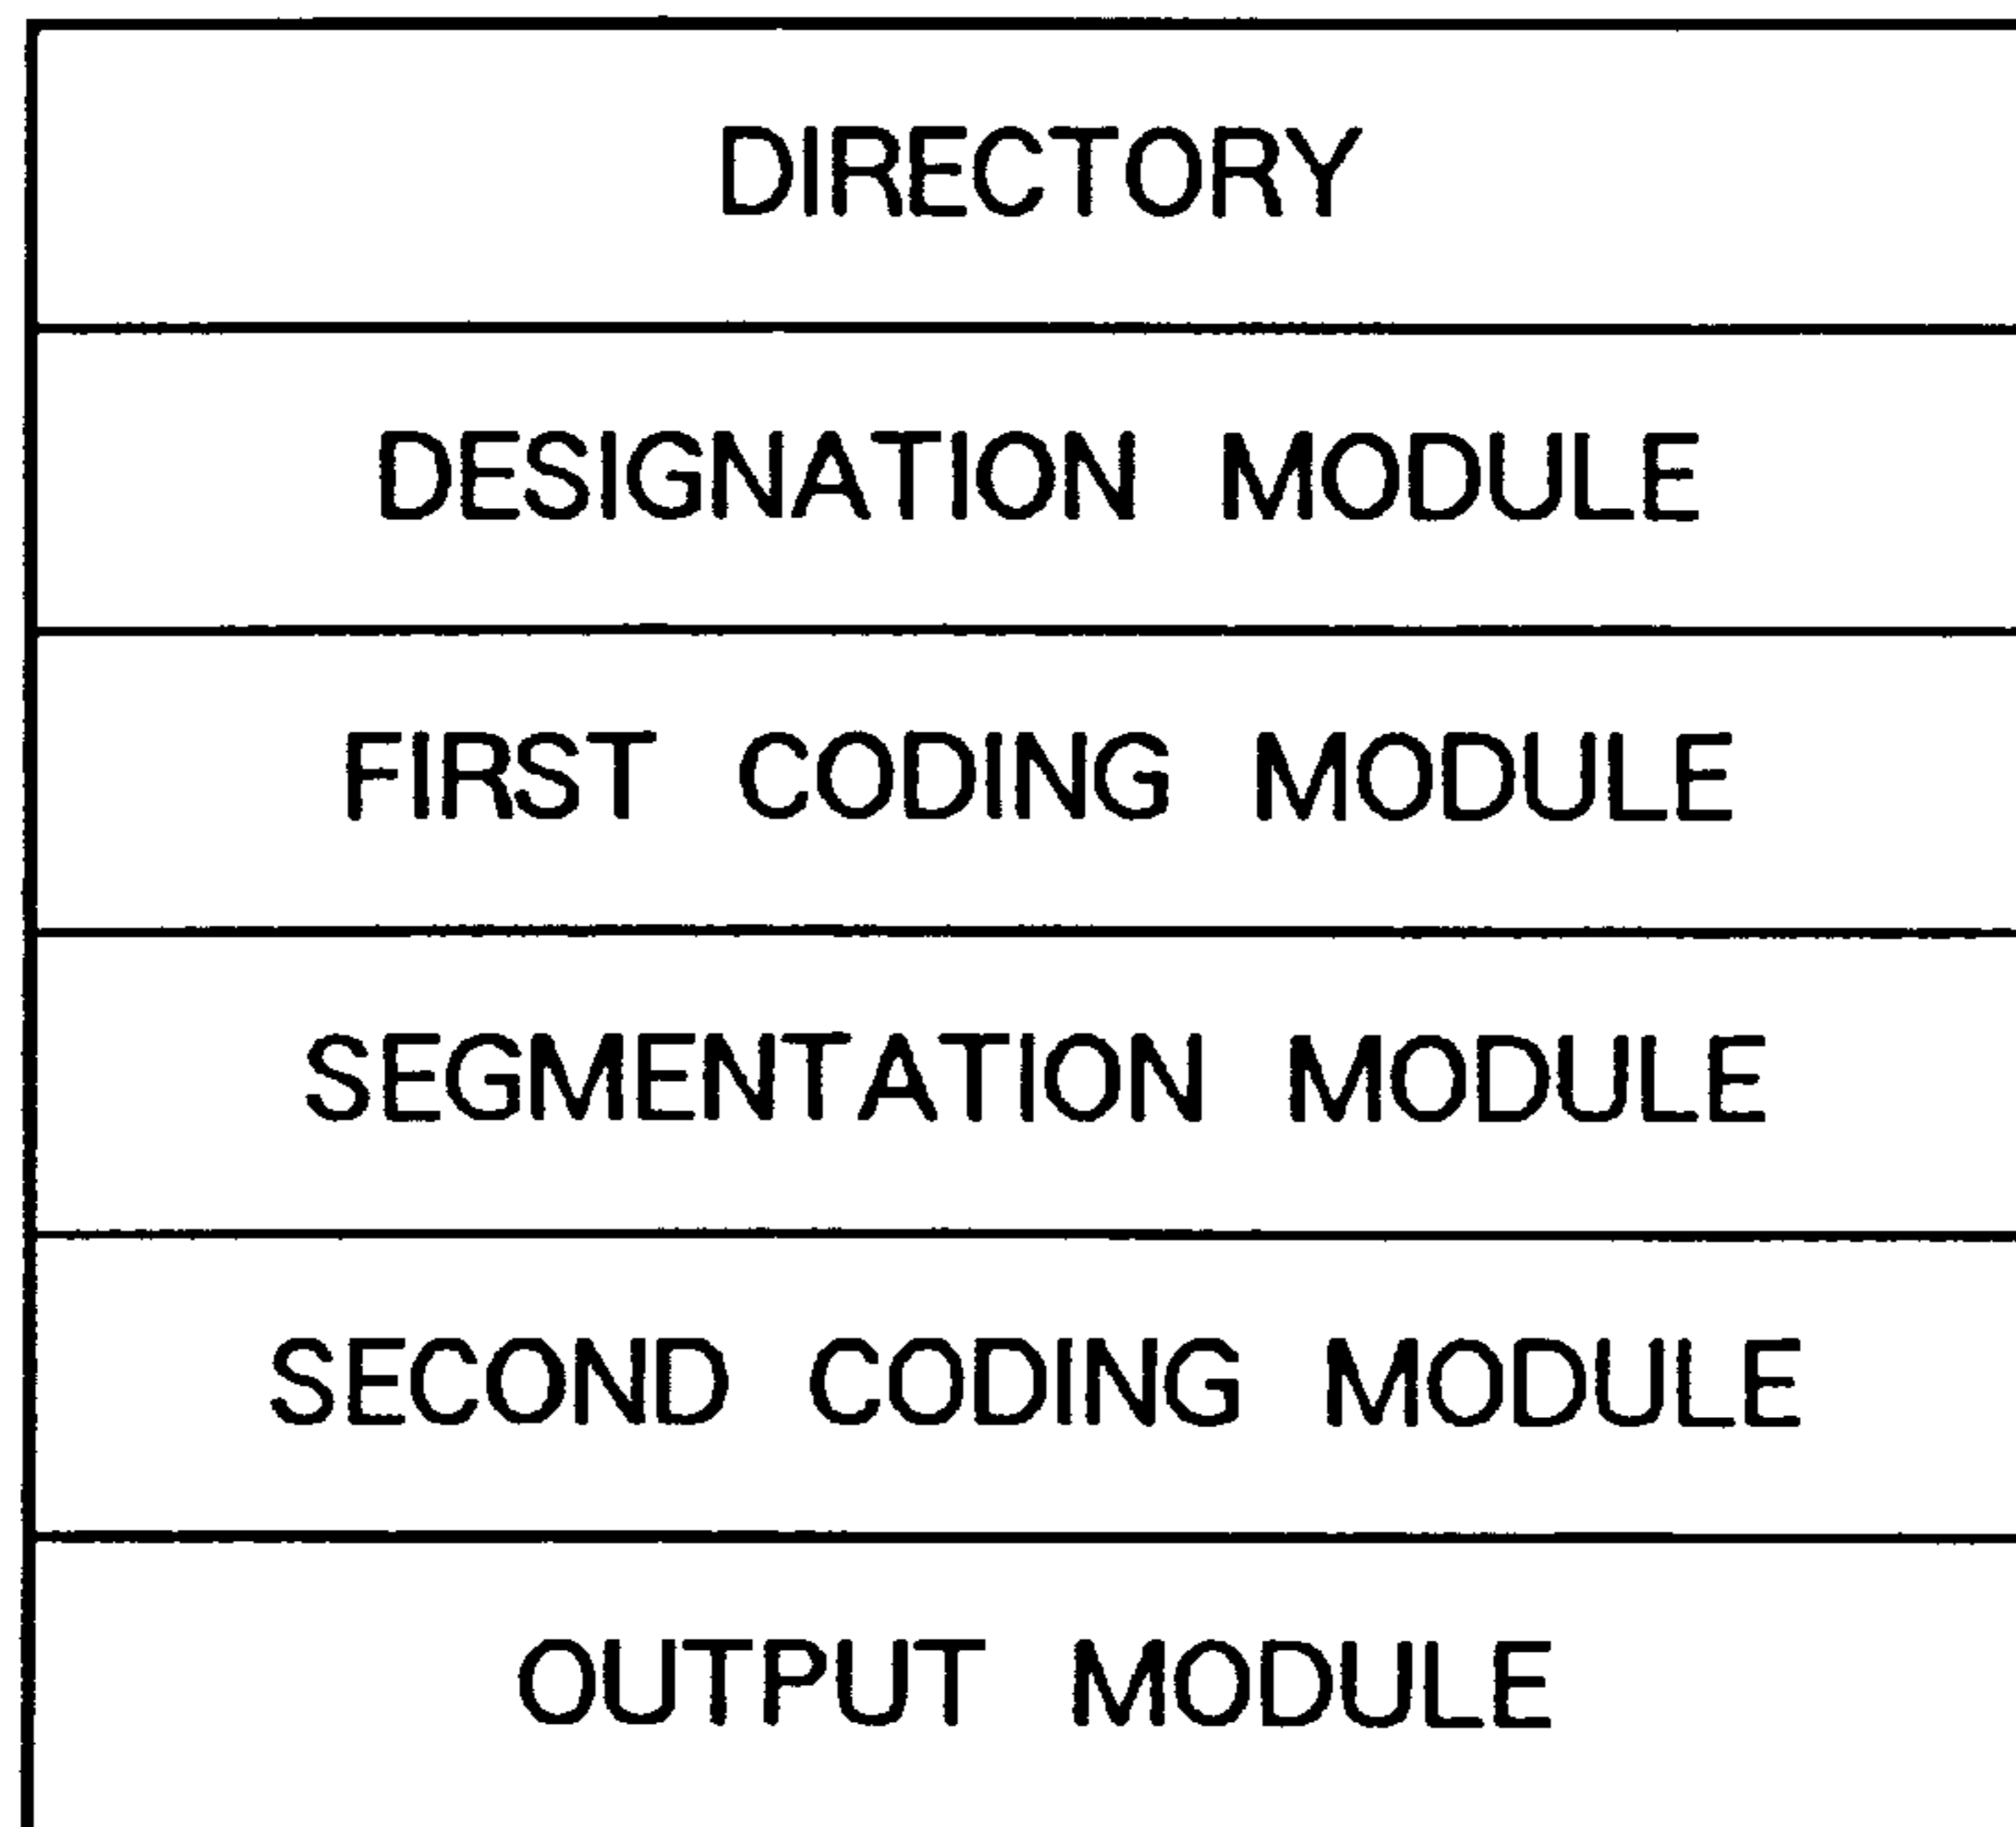 DIRECTORY
DESIGNATION MODULE
FIRST CODING MODULE
SEGMENTATION MODULE
SECOND CODING MODULE
OUTPUT MODULE